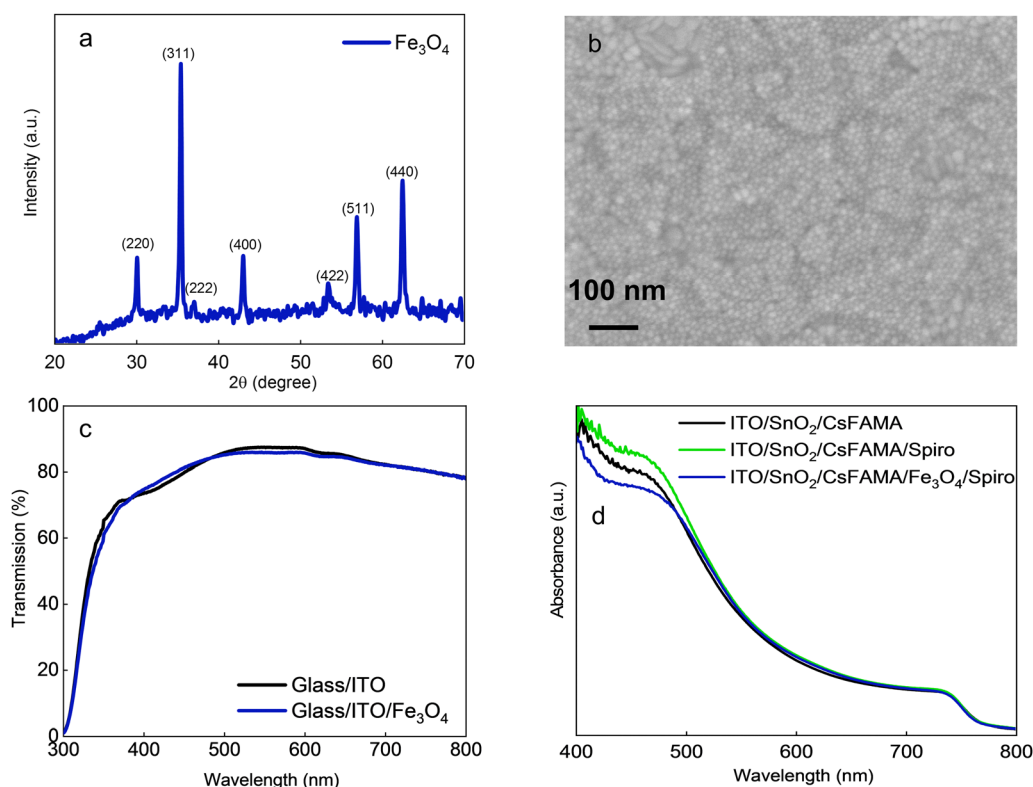 a
Fe₃O₄
(311)
(440)
(511)
(220)
(400)
(422)
(222)
Intensity (a.u.)
20 30 40 50 60 70
2θ (degree)
b
100 nm
c
100
80
60
40
20
0
Transmission (%)
Glass/ITO
Glass/ITO/Fe₃O₄
300 400 500 600 700 800
Wavelength (nm)
ITO/SnO₂/CsFAMA
ITO/SnO₂/CsFAMA/Spiro
ITO/SnO₂/CsFAMA/Fe₃O₄/Spiro
d
Absorbance (a.u.)
400 500 600 700 800
Wavelength (nm)